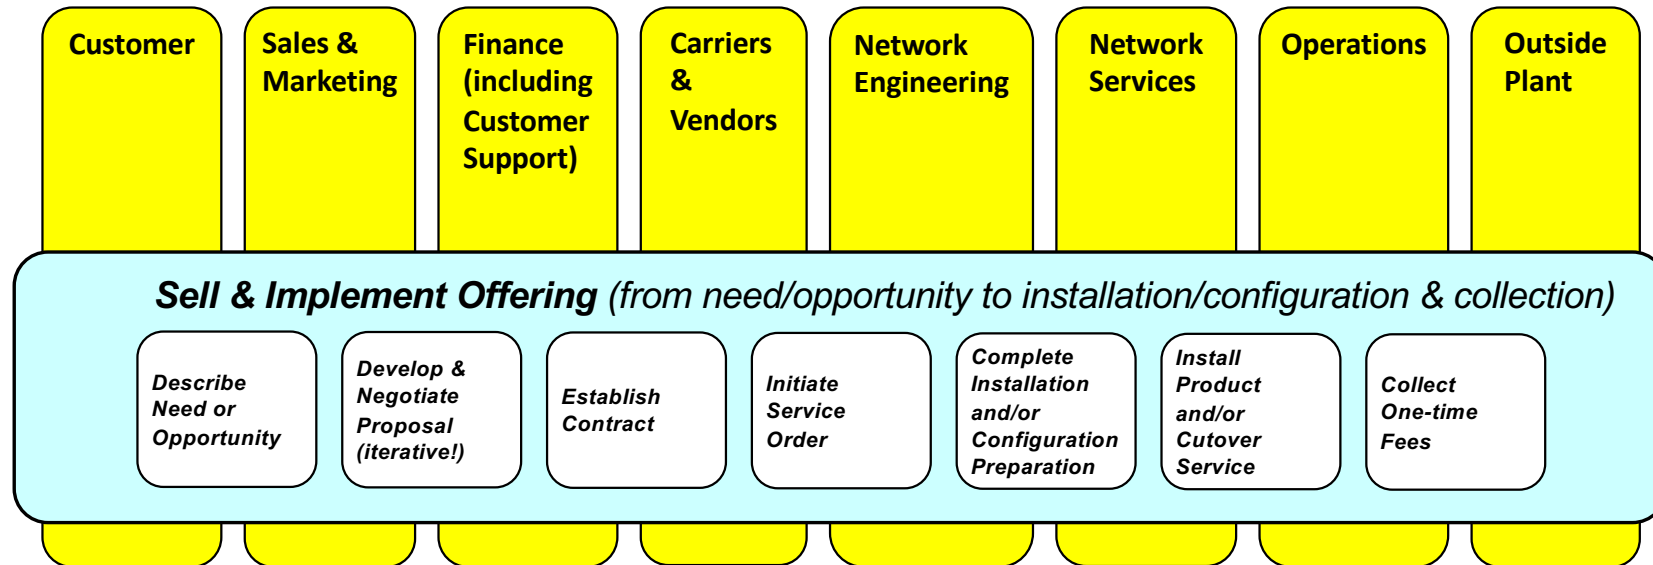 Customer
Sales &
Marketing
Finance
(including
Customer
Support)
Carriers
&
Vendors
Network
Engineering
Network
Services
Operations
Outside
Plant
Sell & Implement Offering (from need/opportunity to installation/configuration & collection)
Describe
Need or
Opportunity
Develop &
Negotiate
Proposal
(iterative!)
Establish
Contract
Initiate
Service
Order
Complete
Installation
and/or
Configuration
Preparation
Install
Product
and/or
Cutover
Service
Collect
One-time
Fees